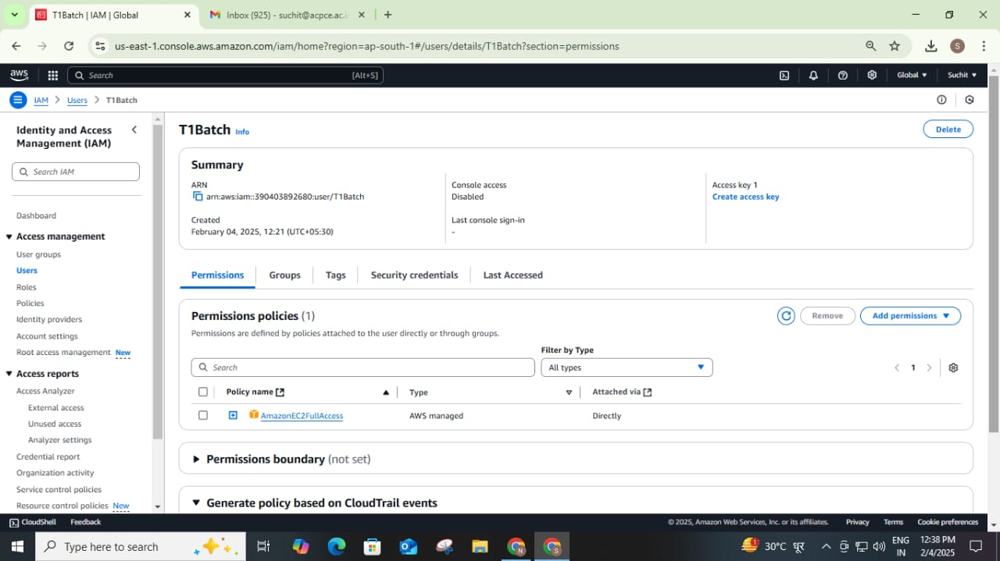 T1Batch | IAM | Global
Inbox (925) - suchit@acpce.ac.i
us-east-1.console.aws.amazon.com/iam/home?region=ap-south-1#/users/details/T1Batch?section=permissions
S
aws
Search [Alt+S]
Global
Suchit
IAM > Users > T1Batch
Identity and Access Management (IAM)
Search IAM
Dashboard
Access management
User groups
Users
Roles
Policies
Identity providers
Account settings
Root access management New
Access reports
Access Analyzer
External access
Unused access
Analyzer settings
Credential report
Organization activity
Service control policies
Resource control policies New
T1Batch Info
Delete
Summary
ARN
arn:aws:iam::390403892680:user/T1Batch
Created
February 04, 2025, 12:21 (UTC+05:30)
Console access
Disabled
Last console sign-in
-
Access key 1
Create access key
Permissions
Groups
Tags
Security credentials
Last Accessed
Permissions policies (1)
Remove
Add permissions
Permissions are defined by policies attached to the user directly or through groups.
Filter by Type
Search
All types
1
Policy name
Type
Attached via
AmazonEC2FullAccess
AWS managed
Directly
Permissions boundary (not set)
Generate policy based on CloudTrail events
CloudShell
Feedback
© 2025, Amazon Web Services, Inc. or its affiliates.
Privacy
Terms
Cookie preferences
Type here to search
1
30°C धूर
ENG
IN
12:38 PM
2/4/2025